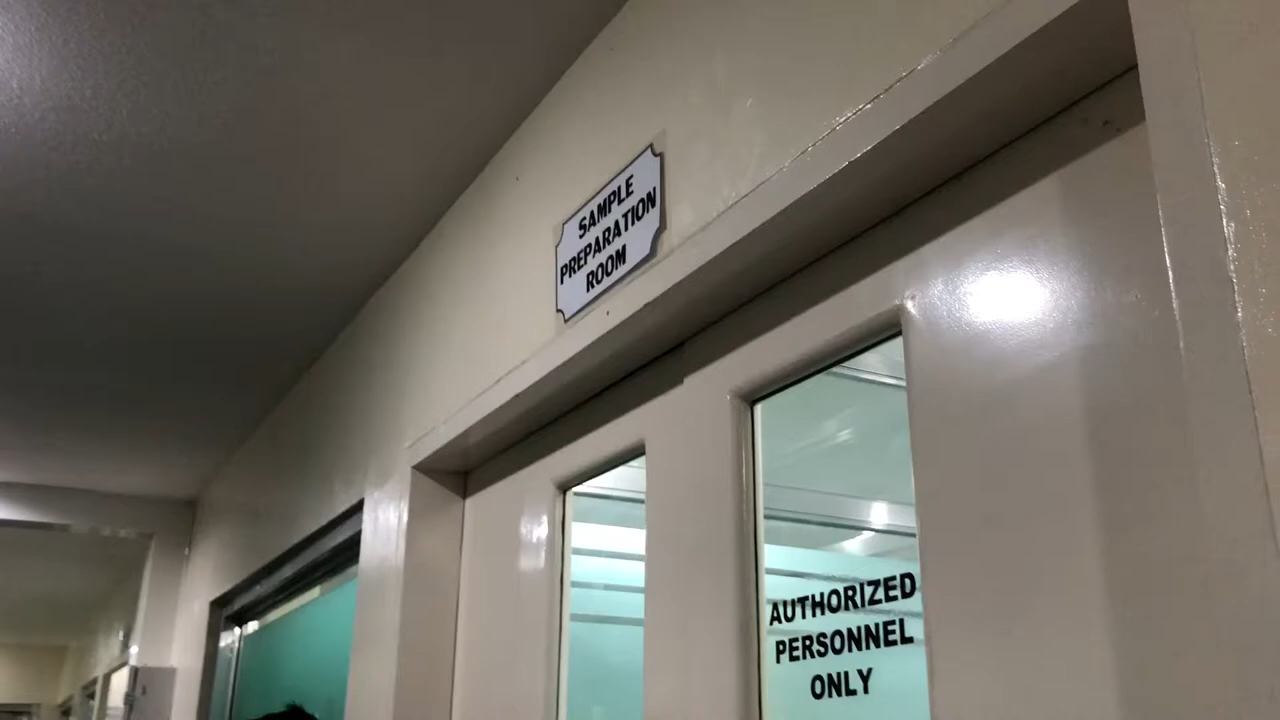 SAMPLE
PREPARATION
ROOM
AUTHORIZED
PERSONNEL
ONLY